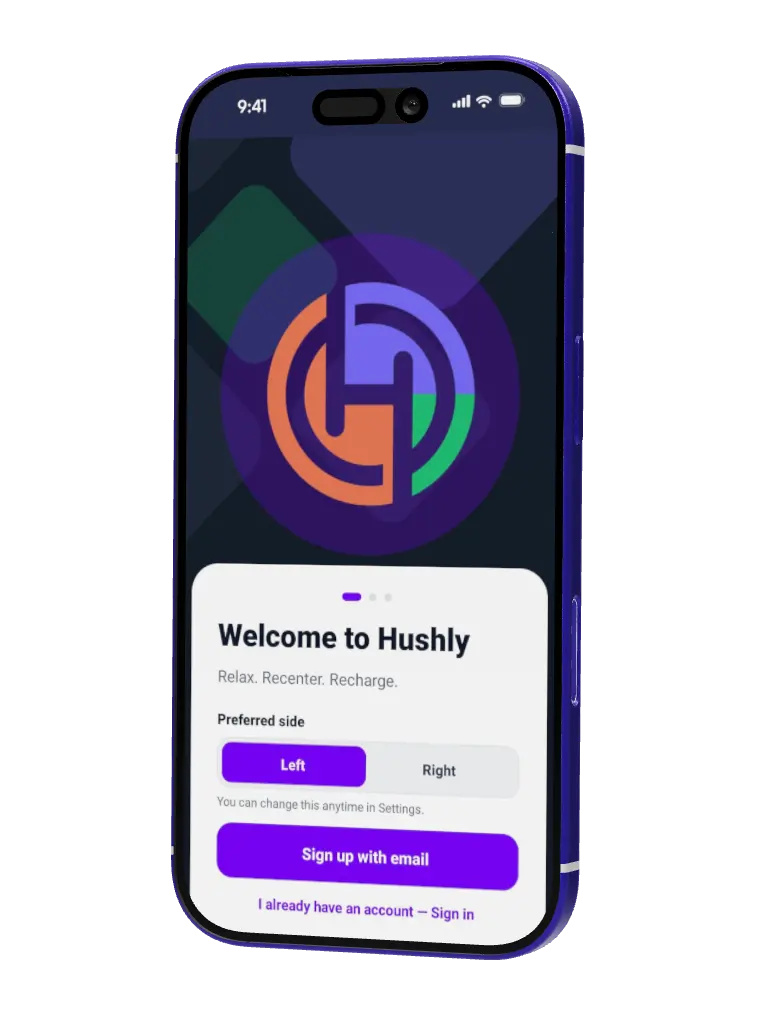 9:41
Welcome to Hushly
Relax. Recenter. Recharge.
Preferred side
Left
Right
You can change this anytime in Settings.
Sign up with email
I already have an account — Sign in